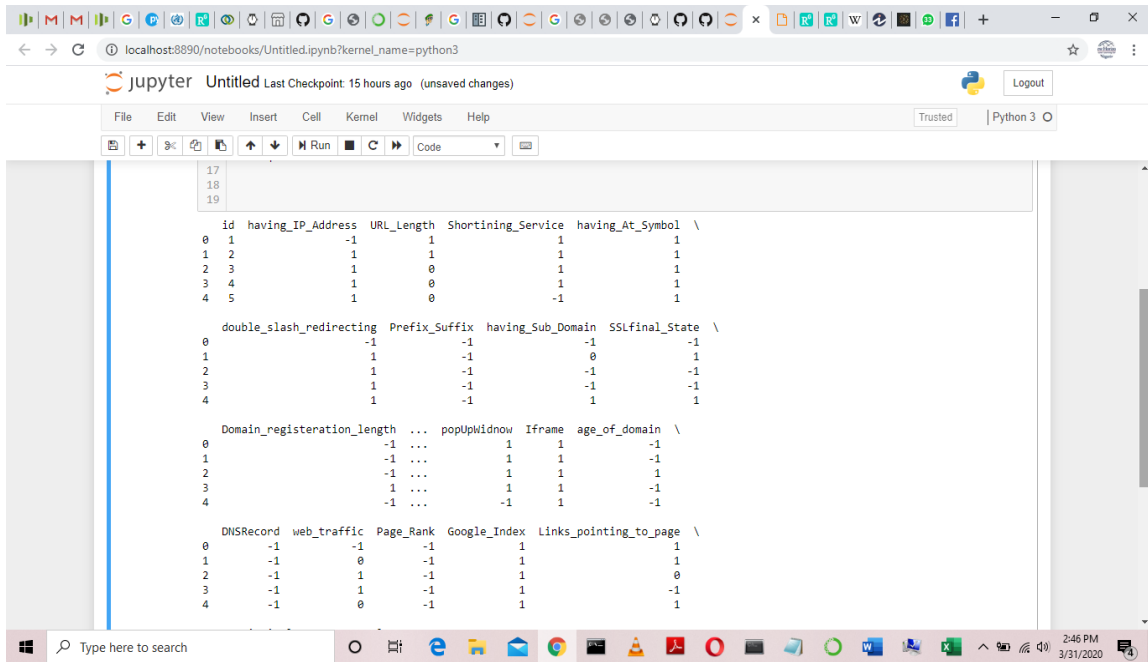 localhost:8890/notebooks/Untitled.ipynb?kernel_name=python3
jupyter Untitled Last Checkpoint: 15 hours ago (unsaved changes)
Logout
File Edit View Insert Cell Kernel Widgets Help
Trusted
Python 3
Run
Code
17
18
19
id having_IP_Address URL_Length Shortining_Service having_At_Symbol \
0 1 -1 1 1 1
1 2 1 1 1 1
2 3 1 0 1 1
3 4 1 0 1 1
4 5 1 0 -1 1
double_slash_redirecting Prefix_Suffix having_Sub_Domain SSLfinal_State \
0 -1 -1 -1 -1
1 1 -1 0 1
2 1 -1 -1 -1
3 1 -1 -1 -1
4 1 -1 1 1
Domain_registeration_length ... popUpWidnow Iframe age_of_domain \
0 -1 ... 1 1 -1
1 -1 ... 1 1 -1
2 -1 ... 1 1 1
3 1 ... 1 1 -1
4 -1 ... -1 1 -1
DNSRecord web_traffic Page_Rank Google_Index Links_pointing_to_page \
0 -1 -1 -1 1 1
1 -1 0 -1 1 1
2 -1 1 -1 1 0
3 -1 1 -1 1 -1
4 -1 0 -1 1 1
Type here to search
2:46 PM
3/31/2020